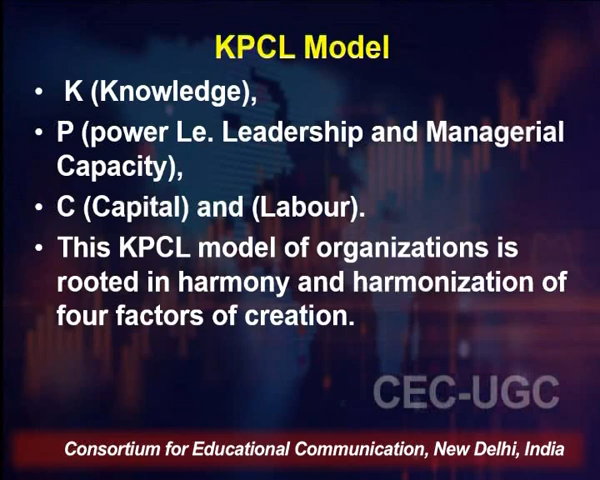 KPCL Model
• K (Knowledge),
• P (power Le. Leadership and Managerial
Capacity),
• C (Capital) and (Labour).
• This KPCL model of organizations is
rooted in harmony and harmonization of
four factors of creation.
CEC-UGC
Consortium for Educational Communication, New Delhi, India